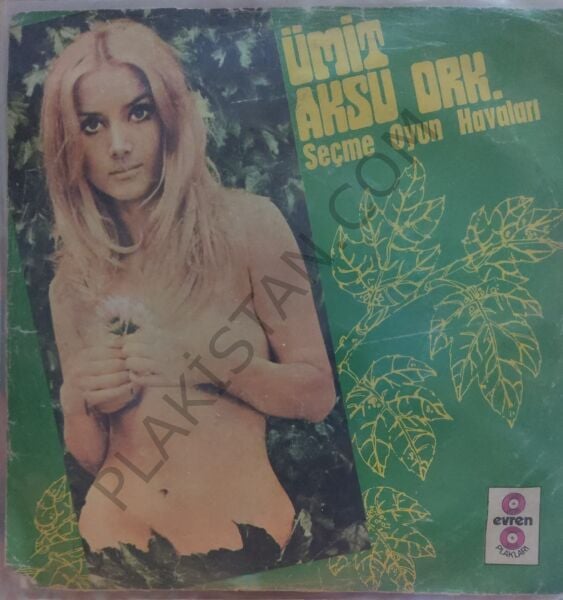 ÜMİT
AKSU ORK.
Seçme Oyun Havaları
PLAKİSTAN.COM
evren
PLAKLARI